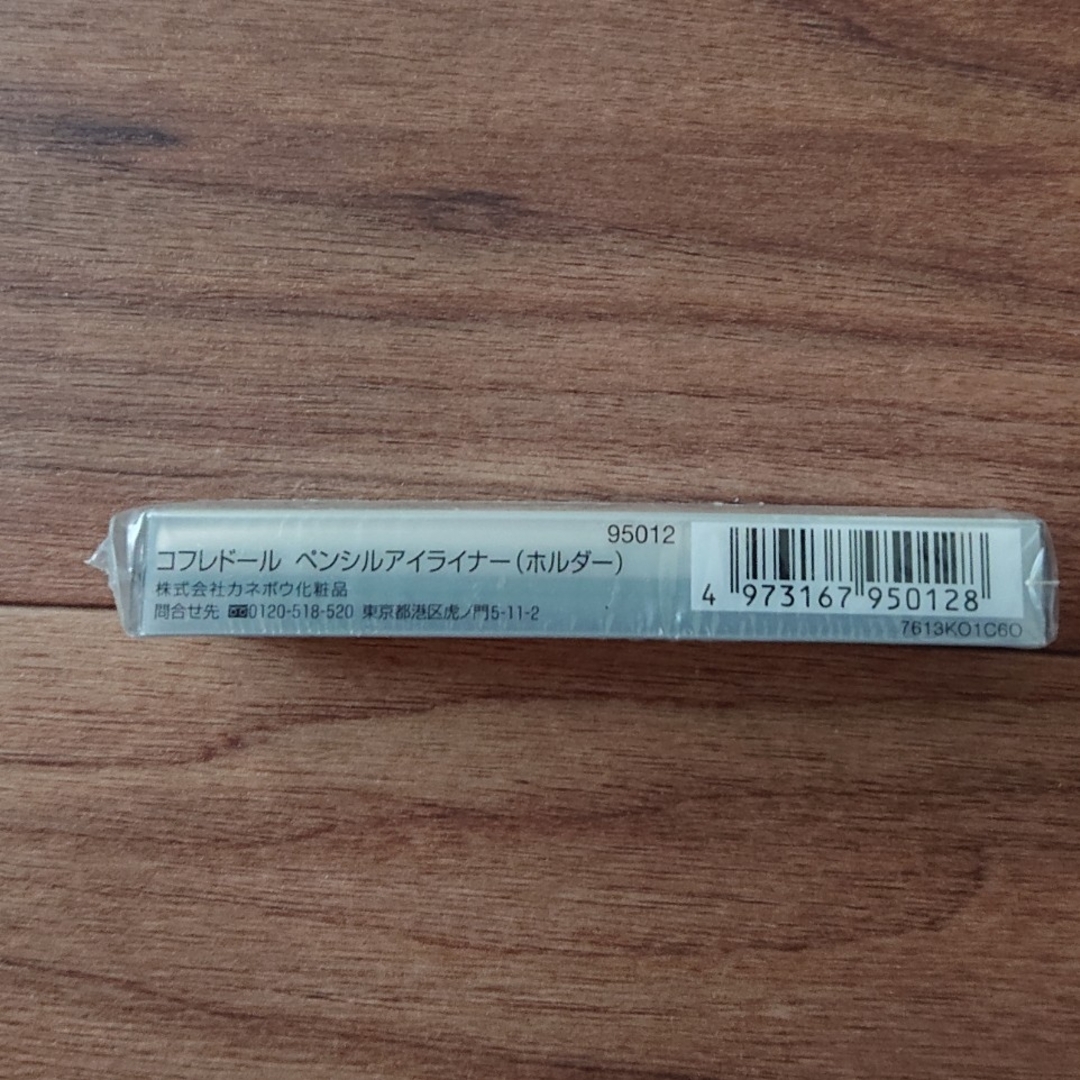 95012
コフレドール ペンシルアイライナー(ホルダー)
株式会社カネボウ化粧品
問合せ先 0120-518-520 東京都港区虎ノ門5-11-2
4 973167 950128
7613KO1C6O